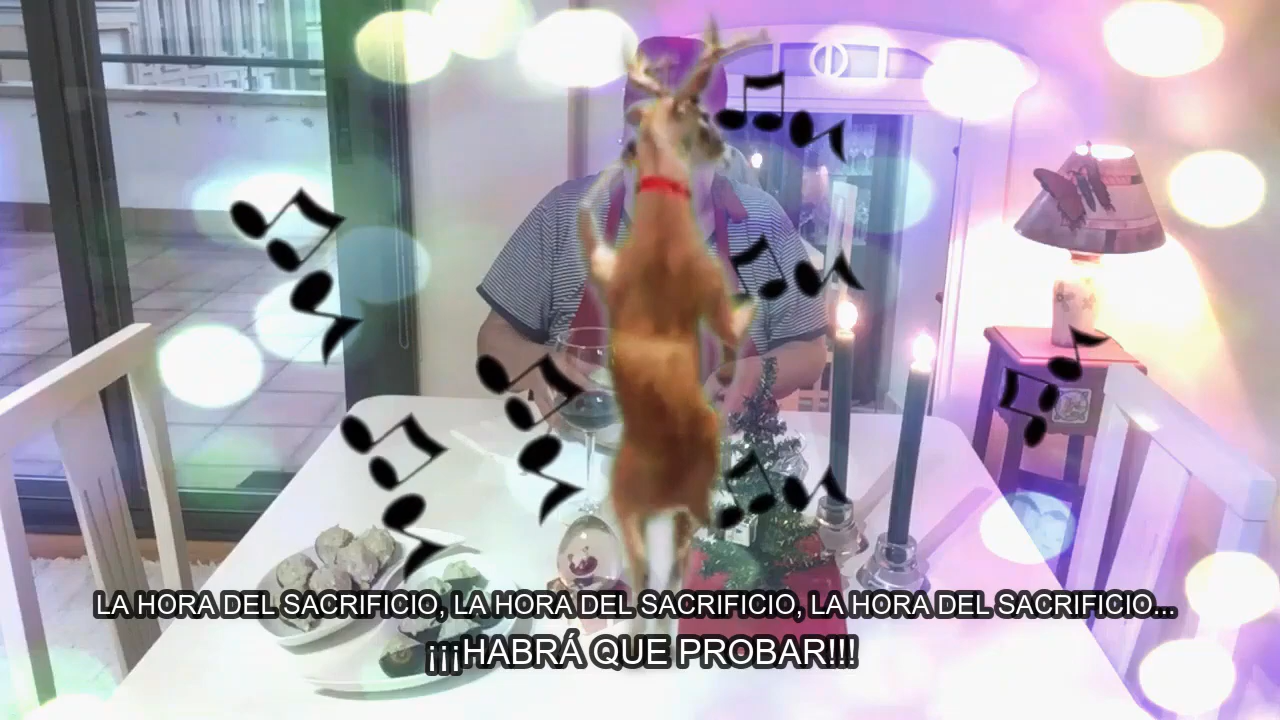 LA HORA DEL SACRIFICIO, LA HORA DEL SACRIFICIO, LA HORA DEL SACRIFICIO...
¡¡¡HABRÁ QUE PROBAR!!!